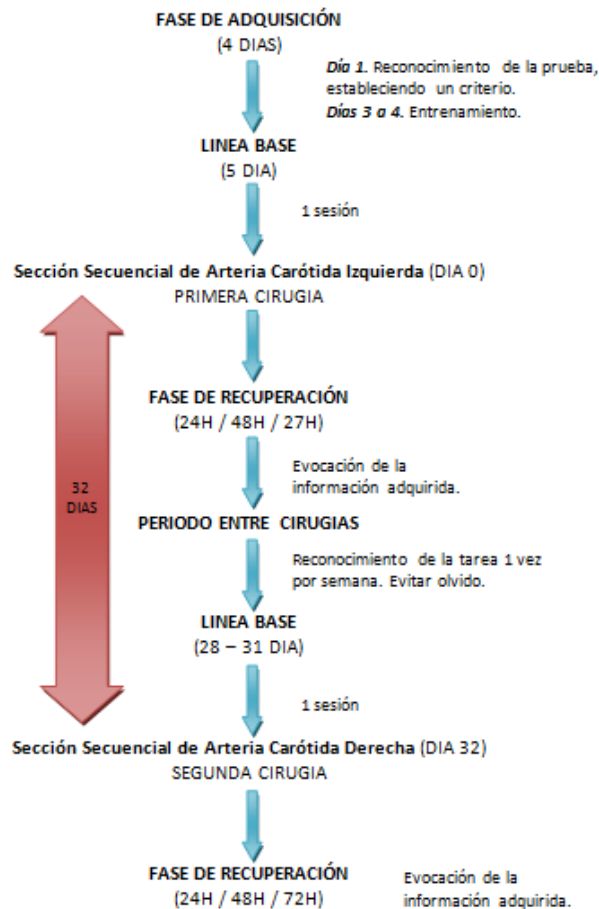 FASE DE ADQUISICIÓN
(4 DIAS)
Día 1. Reconocimiento de la prueba,
estableciendo un criterio.
Días 3 a 4. Entrenamiento.
LINEA BASE
(5 DIA)
1 sesión
Sección Secuencial de Arteria Carótida Izquierda (DIA 0)
PRIMERA CIRUGIA
FASE DE RECUPERACIÓN
(24H / 48H / 27H)
Evocación de la
información adquirida.
32
DIAS
PERIODO ENTRE CIRUGIAS
Reconocimiento de la tarea 1 vez
por semana. Evitar olvido.
LINEA BASE
(28 – 31 DIA)
1 sesión
Sección Secuencial de Arteria Carótida Derecha (DIA 32)
SEGUNDA CIRUGIA
FASE DE RECUPERACIÓN
(24H / 48H / 72H)
Evocación de la
información adquirida.